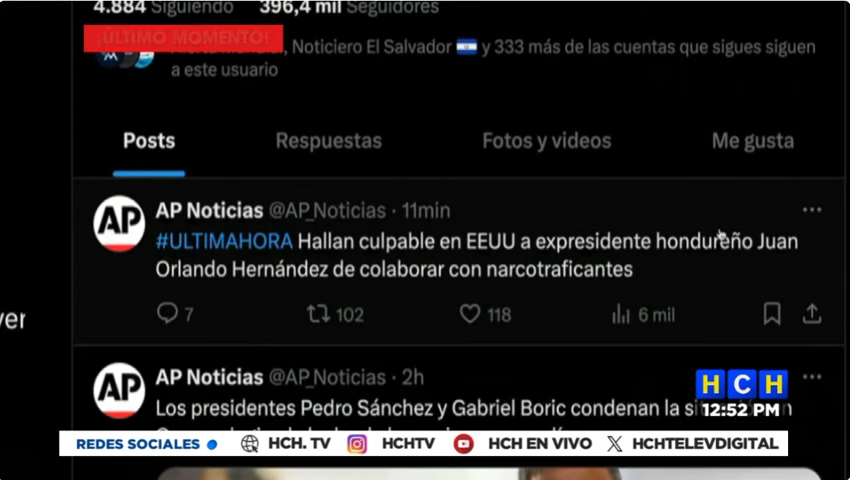 4.884 Siguiendo 396,4 mil Seguidores
¡ÚLTIMO MOMENTO!
, Noticiero El Salvador y 333 más de las cuentas que sigues siguen
a este usuario
Posts Respuestas Fotos y videos Me gusta
AP Noticias @AP_Noticias · 11min
#ULTIMAHORA Hallan culpable en EEUU a expresidente hondureño Juan
Orlando Hernández de colaborar con narcotraficantes
7 102 118 6 mil
AP
AP Noticias @AP_Noticias · 2h
AP
Los presidentes Pedro Sánchez y Gabriel Boric condenan la
HCH
12:52 PM
REDES SOCIALES HCH. TV HCHTV HCH EN VIVO HCHTELEVDIGITAL